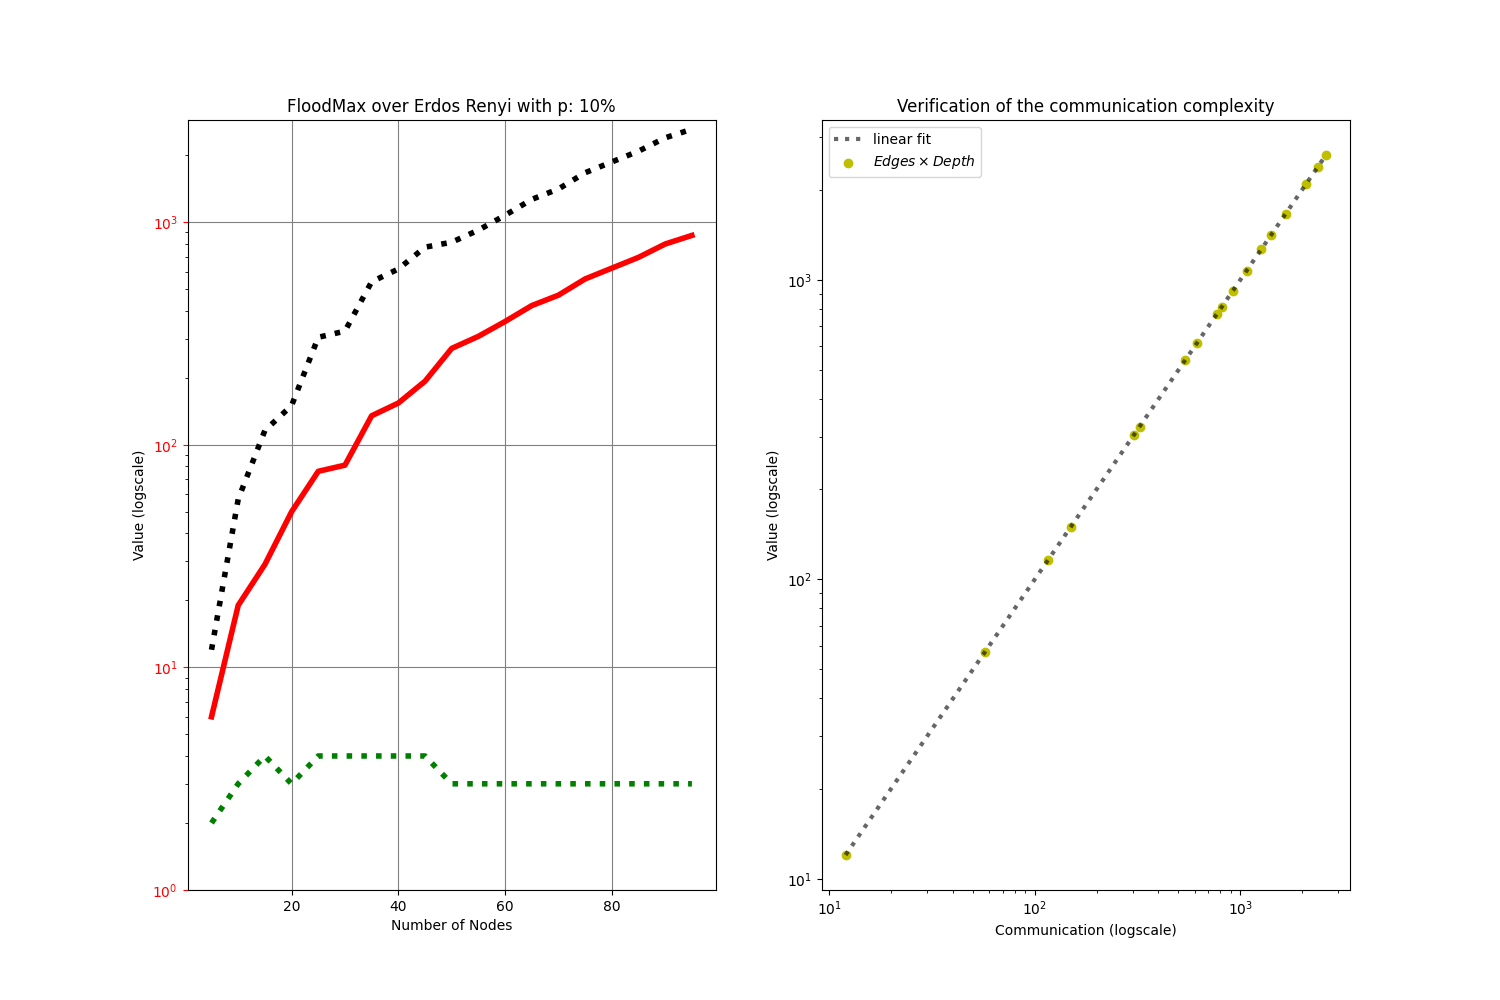 FloodMax over Erdos Renyi with p: 10%
Value (logscale)
10³
10²
10¹
10⁰
20 40 60 80
Number of Nodes
Verification of the communication complexity
linear fit
Edges × Depth
Value (logscale)
10³
10²
10¹
10¹ 10² 10³
Communication (logscale)